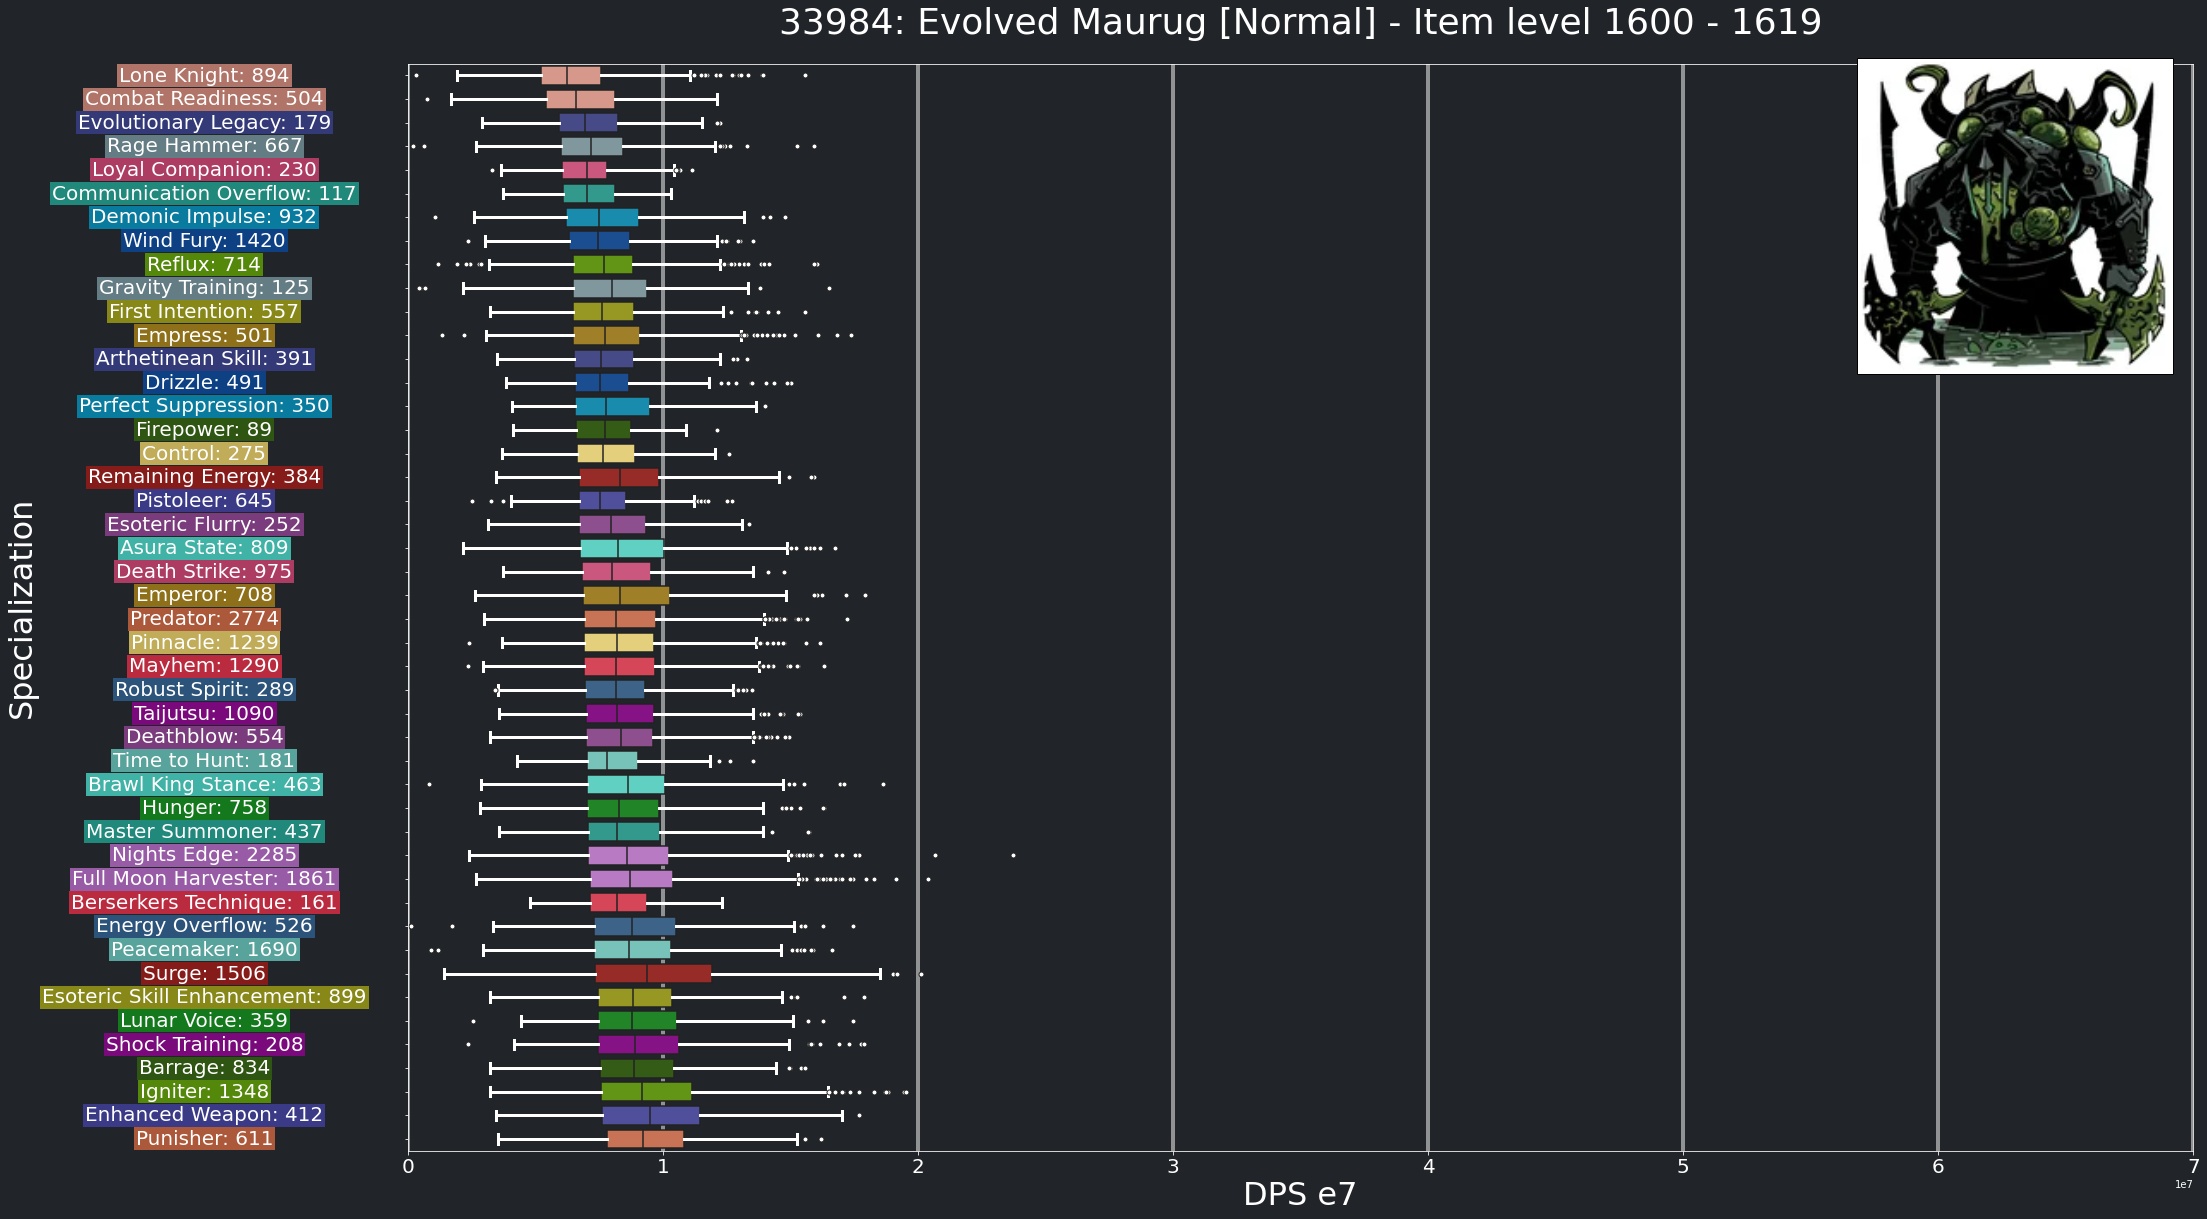 33984: Evolved Maurug [Normal] - Item level 1600 - 1619
Specialization
Lone Knight: 894
Combat Readiness: 504
Evolutionary Legacy: 179
Rage Hammer: 667
Loyal Companion: 230
Communication Overflow: 117
Demonic Impulse: 932
Wind Fury: 1420
Reflux: 714
Gravity Training: 125
First Intention: 557
Empress: 501
Arthetinean Skill: 391
Drizzle: 491
Perfect Suppression: 350
Firepower: 89
Control: 275
Remaining Energy: 384
Pistoleer: 645
Esoteric Flurry: 252
Asura State: 809
Death Strike: 975
Emperor: 708
Predator: 2774
Pinnacle: 1239
Mayhem: 1290
Robust Spirit: 289
Taijutsu: 1090
Deathblow: 554
Time to Hunt: 181
Brawl King Stance: 463
Hunger: 758
Master Summoner: 437
Nights Edge: 2285
Full Moon Harvester: 1861
Berserkers Technique: 161
Energy Overflow: 526
Peacemaker: 1690
Surge: 1506
Esoteric Skill Enhancement: 899
Lunar Voice: 359
Shock Training: 208
Barrage: 834
Igniter: 1348
Enhanced Weapon: 412
Punisher: 611
0 1 2 3 4 5 6 7
1e7
DPS e7